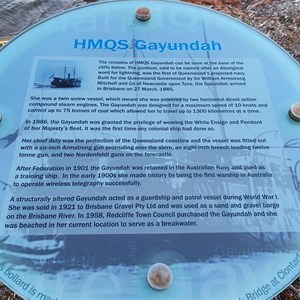 HMQS Gayundah
The remains of HMQS Gayundah can be seen at the base of the
cliffs below. The gunboat, said to be named after an Aboriginal
word for lightning, was the first of Queensland's projected navy.
Built for the Queensland Government by Sir William Armstrong
Mitchell and Co of Newcastle upon Tyne, the Gayundah arrived
in Brisbane on 27 March, 1885.
She was a twin screw vessel, which meant she was powered by two horizontal direct action
compound steam engines. The Gayundah was designed for a maximum speed of 10 knots and
carried up to 75 tonnes of coal which allowed her to travel up to 1300 kilometres at a time.
In 1886, the Gayundah was granted the privilege of wearing the White Ensign and Pendant
of her Majesty's fleet. It was the first time any colonial ship had done so.
Her chief duty was the protection of the Queensland coastline and the vessel was fitted out
with a six-inch Armstrong gun protruding over the stem, an eight-inch breech loading twelve
tonne gun, and two Nordenfeldt guns on the forecastle.
After Federation in 1901 the Gayundah was retained in the Australian Navy and used as
a training ship. In the early 1900s she made history by being the first warship in Australia
to operate wireless telegraphy successfully.
A structurally altered Gayundah acted as a guardship and patrol vessel during World War I.
She was sold in 1921 to Brisbane Gravel Pty Ltd and was used as a sand and gravel barge
on the Brisbane River. In 1958, Redcliffe Town Council purchased the Gayundah and she
was beached in her current location to serve as a breakwater.
Dollard is
Bridge at Clontarf